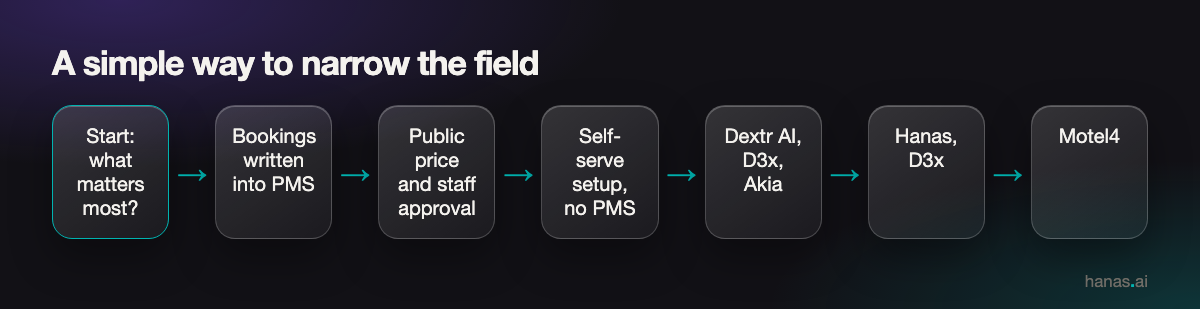 A simple way to narrow the field
Start:
what
matters
most?
Bookings
written
into PMS
Public
price
and staff
approval
Self-
serve
setup,
no PMS
Dextr AI,
D3x,
Akia
Hanas,
D3x
Motel4
hanas.ai